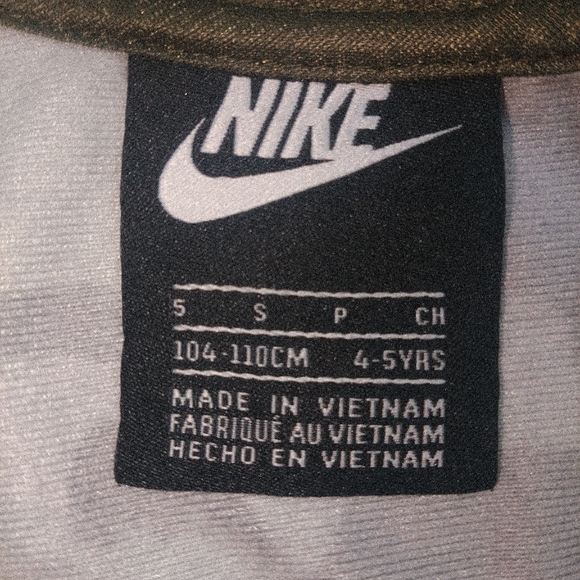 NIKE
5 S P CH
104-110CM 4-5YRS
MADE IN VIETNAM
FABRIQUÉ AU VIETNAM
HECHO EN VIETNAM